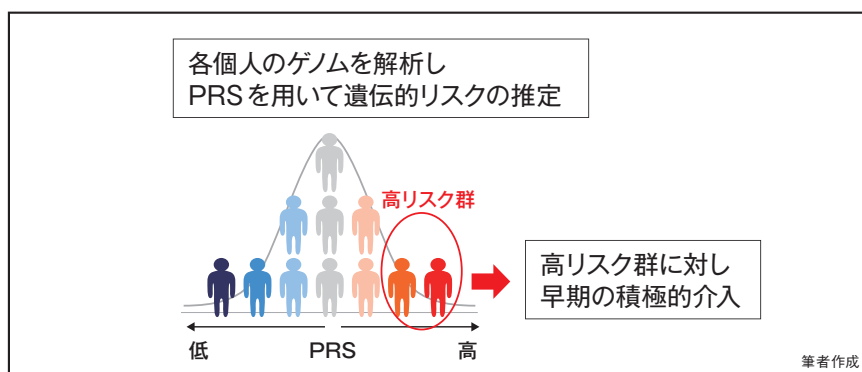 各個人のゲノムを解析し
PRSを用いて遺伝的リスクの推定
高リスク群
高リスク群に対し
早期の積極的介入
低
PRS
高
筆者作成